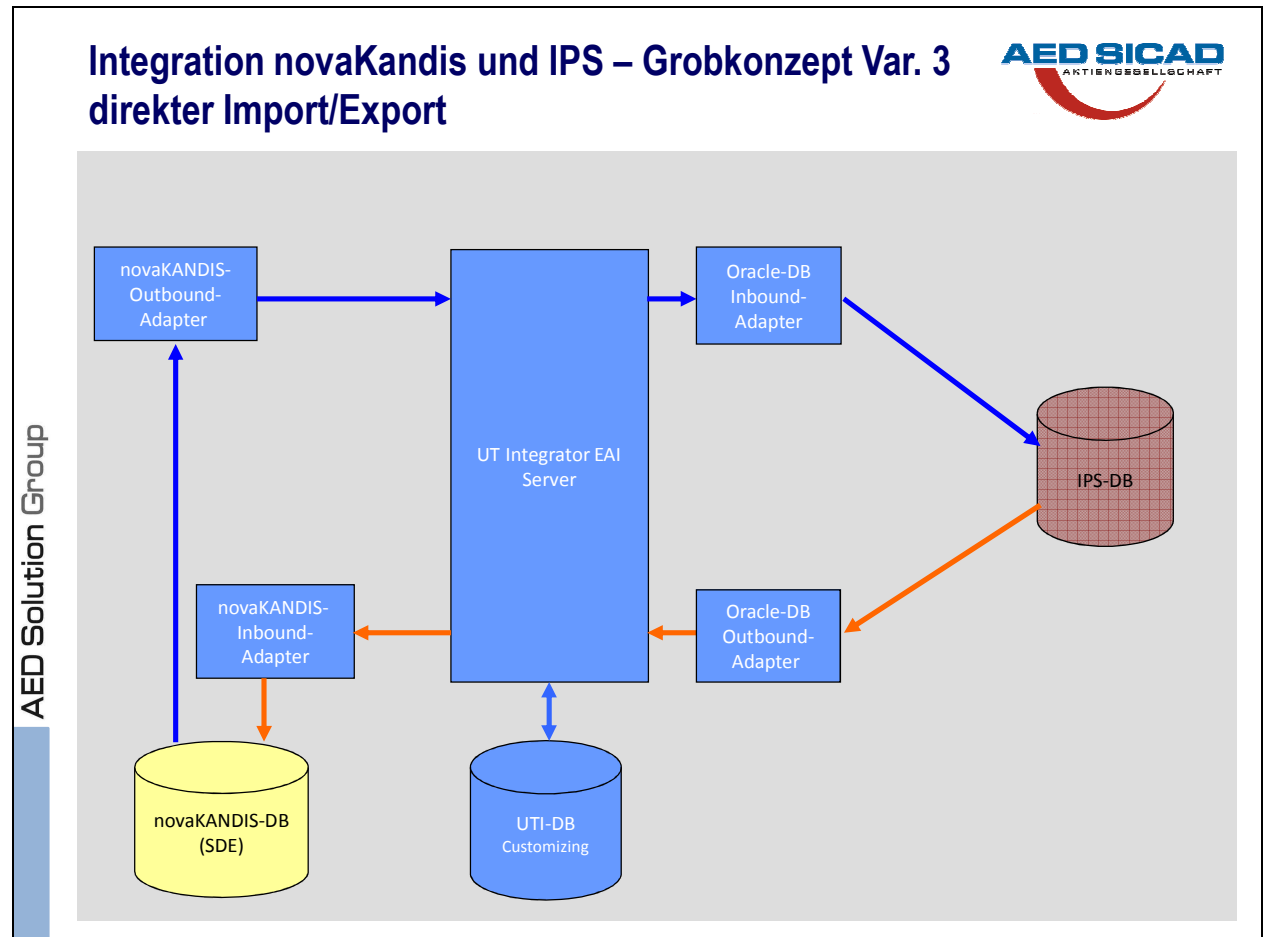 Integration novaKandis und IPS – Grobkonzept Var. 3
direkter Import/Export
AED SICAD
AKTIENGESELLSCHAFT
AED Solution Group
novaKANDIS-
Outbound-
Adapter
UT Integrator EAI
Server
Oracle-DB
Inbound-
Adapter
IPS-DB
novaKANDIS-
Inbound-
Adapter
Oracle-DB
Outbound-
Adapter
novaKANDIS-DB
(SDE)
UTI-DB
Customizing